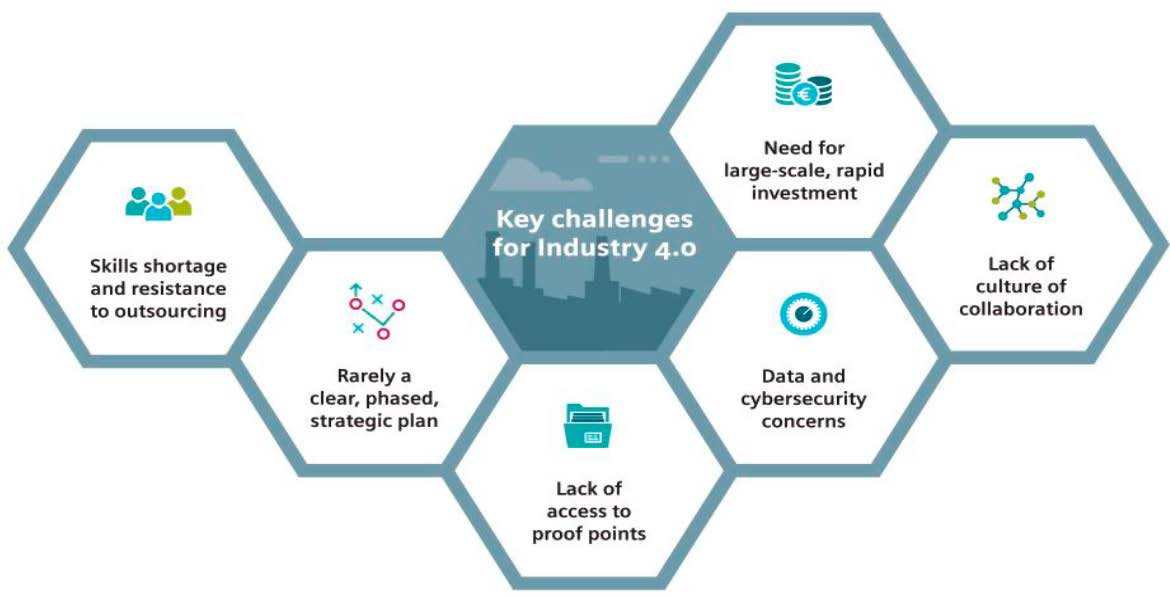 Key challenges
for Industry 4.0
Skills shortage
and resistance
to outsourcing
Rarely a
clear, phased,
strategic plan
Lack of
access to
proof points
Data and
cybersecurity
concerns
Need for
large-scale, rapid
investment
€
Lack of
culture of
collaboration